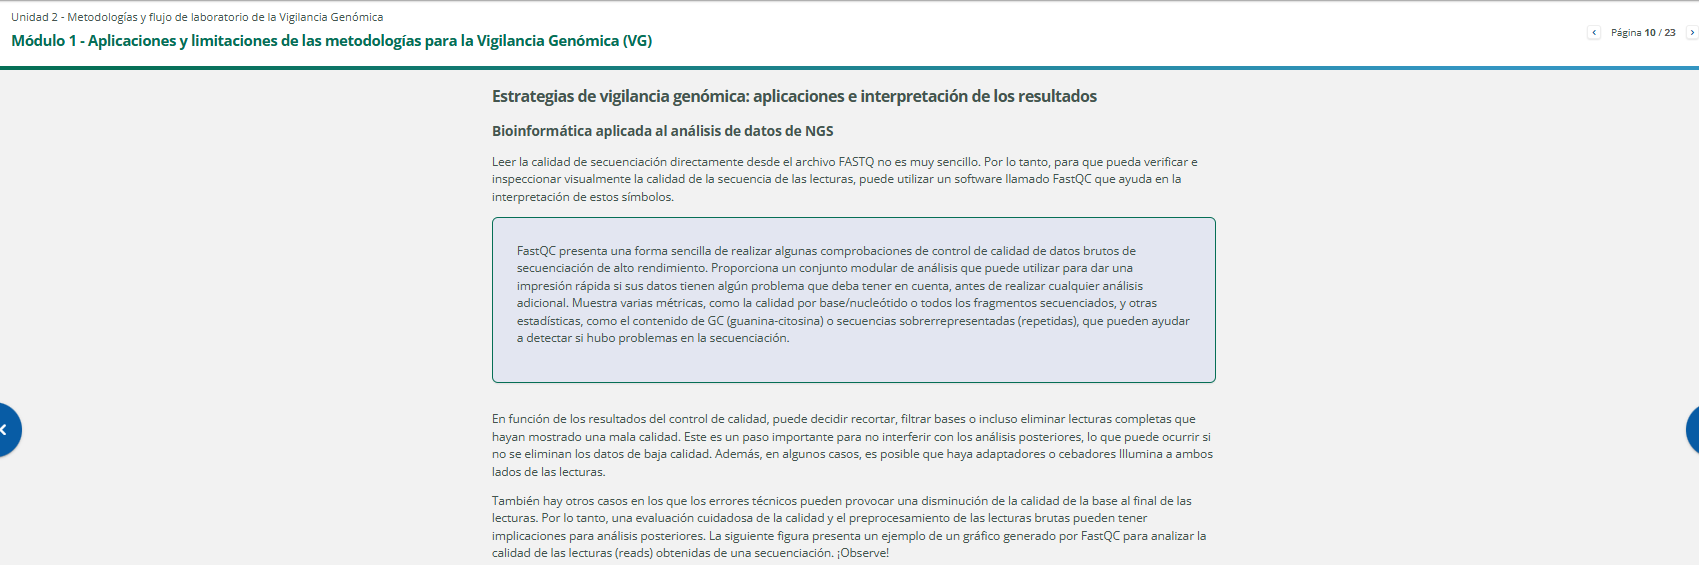 Unidad 2 - Metodologías y flujo de laboratorio de la Vigilancia Genómica
Módulo 1 - Aplicaciones y limitaciones de las metodologías para la Vigilancia Genómica (VG)
Página 10 / 23
Estrategias de vigilancia genómica: aplicaciones e interpretación de los resultados
Bioinformática aplicada al análisis de datos de NGS
Leer la calidad de secuenciación directamente desde el archivo FASTQ no es muy sencillo. Por lo tanto, para que pueda verificar e
inspeccionar visualmente la calidad de la secuencia de las lecturas, puede utilizar un software llamado FastQC que ayuda en la
interpretación de estos símbolos.
FastQC presenta una forma sencilla de realizar algunas comprobaciones de control de calidad de datos brutos de
secuenciación de alto rendimiento. Proporciona un conjunto modular de análisis que puede utilizar para dar una
impresión rápida si sus datos tienen algún problema que deba tener en cuenta, antes de realizar cualquier análisis
adicional. Muestra varias métricas, como la calidad por base/nucleótido o todos los fragmentos secuenciados, y otras
estadísticas, como el contenido de GC (guanina-citosina) o secuencias sobrerrepresentadas (repetidas), que pueden ayudar
a detectar si hubo problemas en la secuenciación.
En función de los resultados del control de calidad, puede decidir recortar, filtrar bases o incluso eliminar lecturas completas que
hayan mostrado una mala calidad. Este es un paso importante para no interferir con los análisis posteriores, lo que puede ocurrir si
no se eliminan los datos de baja calidad. Además, en algunos casos, es posible que haya adaptadores o cebadores Illumina a ambos
lados de las lecturas.
También hay otros casos en los que los errores técnicos pueden provocar una disminución de la calidad de la base al final de las
lecturas. Por lo tanto, una evaluación cuidadosa de la calidad y el preprocesamiento de las lecturas brutas pueden tener
implicaciones para análisis posteriores. La siguiente figura presenta un ejemplo de un gráfico generado por FastQC para analizar la
calidad de las lecturas (reads) obtenidas de una secuenciación. ¡Observe!